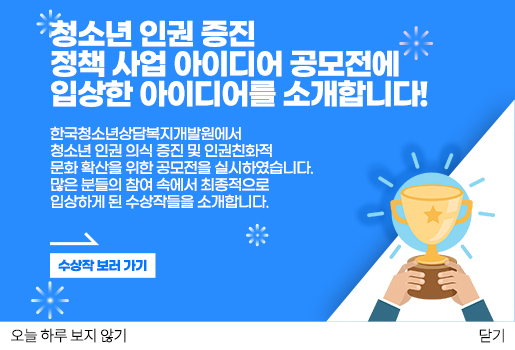 청소년 인권 증진
정책 사업 아이디어 공모전에
입상한 아이디어를 소개합니다!
한국청소년상담복지개발원에서
청소년 인권 의식 증진 및 인권친화적
문화 확산을 위한 공모전을 실시하였습니다.
많은 분들의 참여 속에서 최종적으로
입상하게 된 수상작들을 소개합니다.
수상작 보러 가기
오늘 하루 보지 않기
닫기